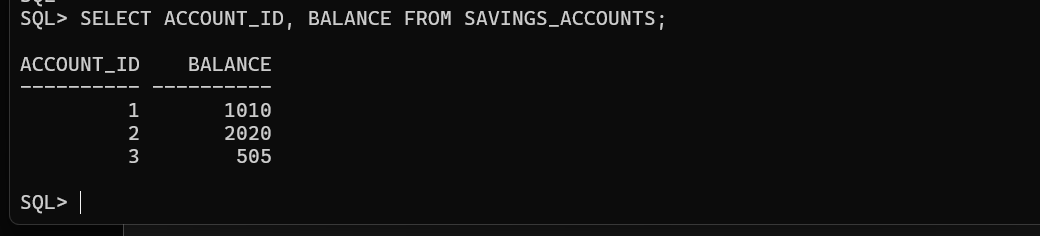 SQL> SELECT ACCOUNT_ID, BALANCE FROM SAVINGS_ACCOUNTS;
ACCOUNT_ID    BALANCE
---------- ----------
         1       1010
         2       2020
         3        505
SQL>